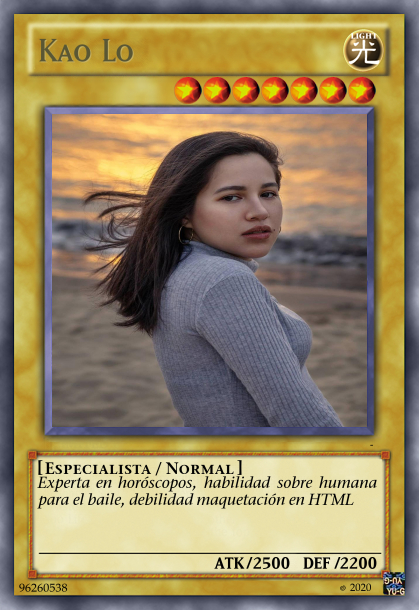 Kao Lo
LIGHT
光
[Especialista / Normal]
Experta en horóscopos, habilidad sobre humana
para el baile, debilidad maquetación en HTML
ATK/2500 DEF/2200
96260538
© 2020
YU-G